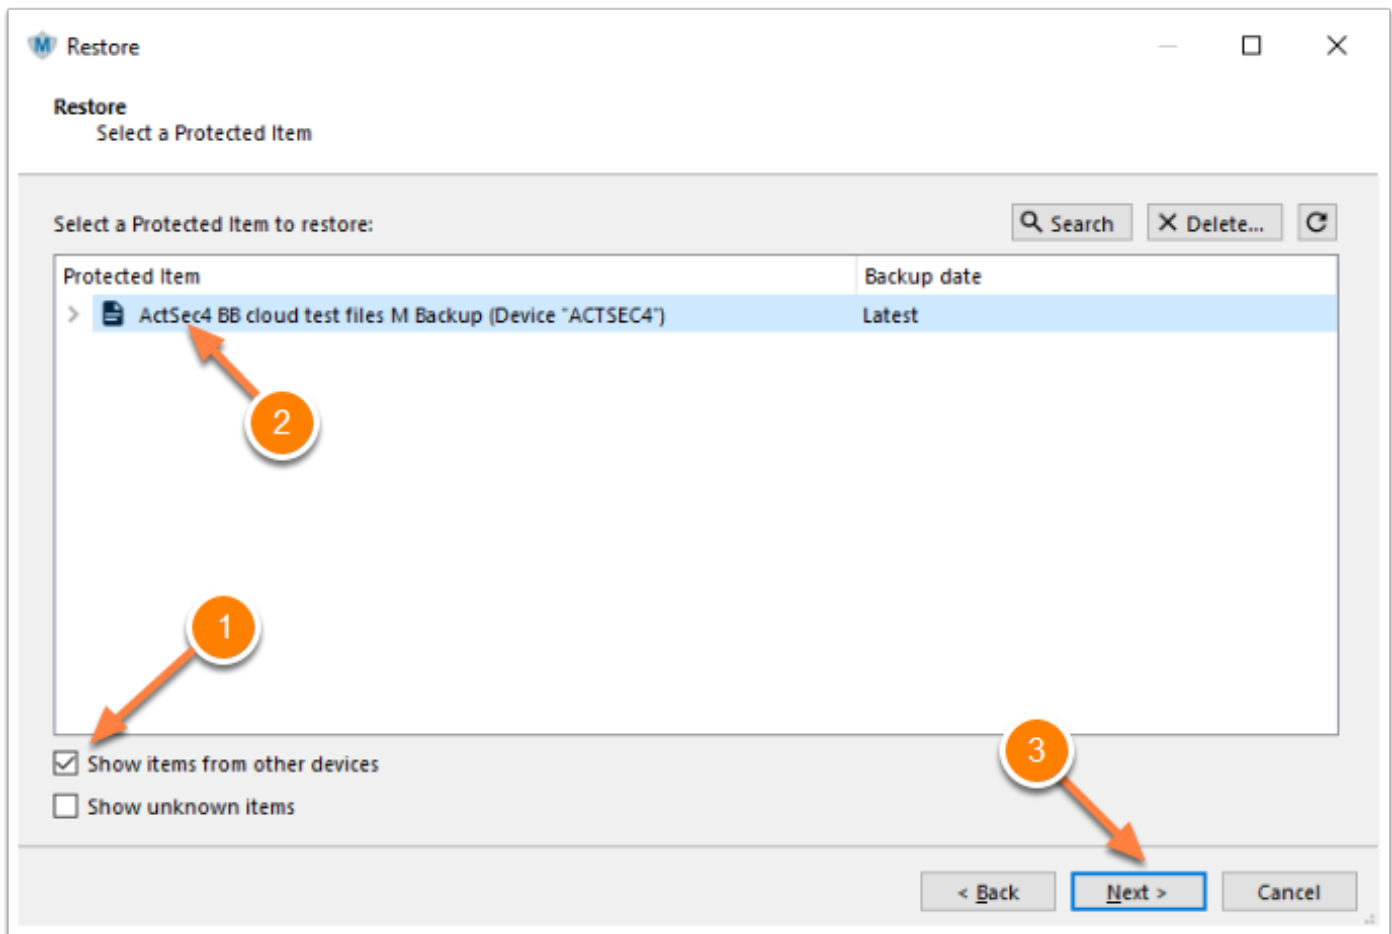 Restore
Restore
Select a Protected Item
Select a Protected Item to restore:
Search
Delete...
Protected Item
Backup date
ActSec4 BB cloud test files M Backup (Device "ACTSEC4")
Latest
2
1
Show items from other devices
3
Show unknown items
< Back
Next >
Cancel